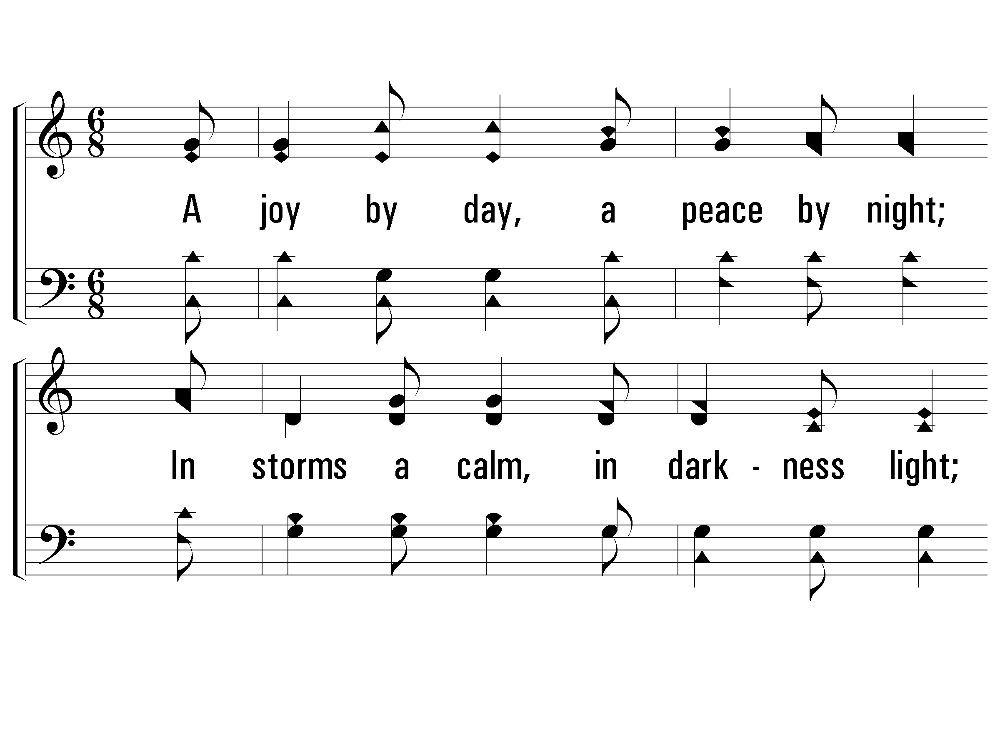 A joy by day, a peace by night;
In storms a calm, in dark - ness light;